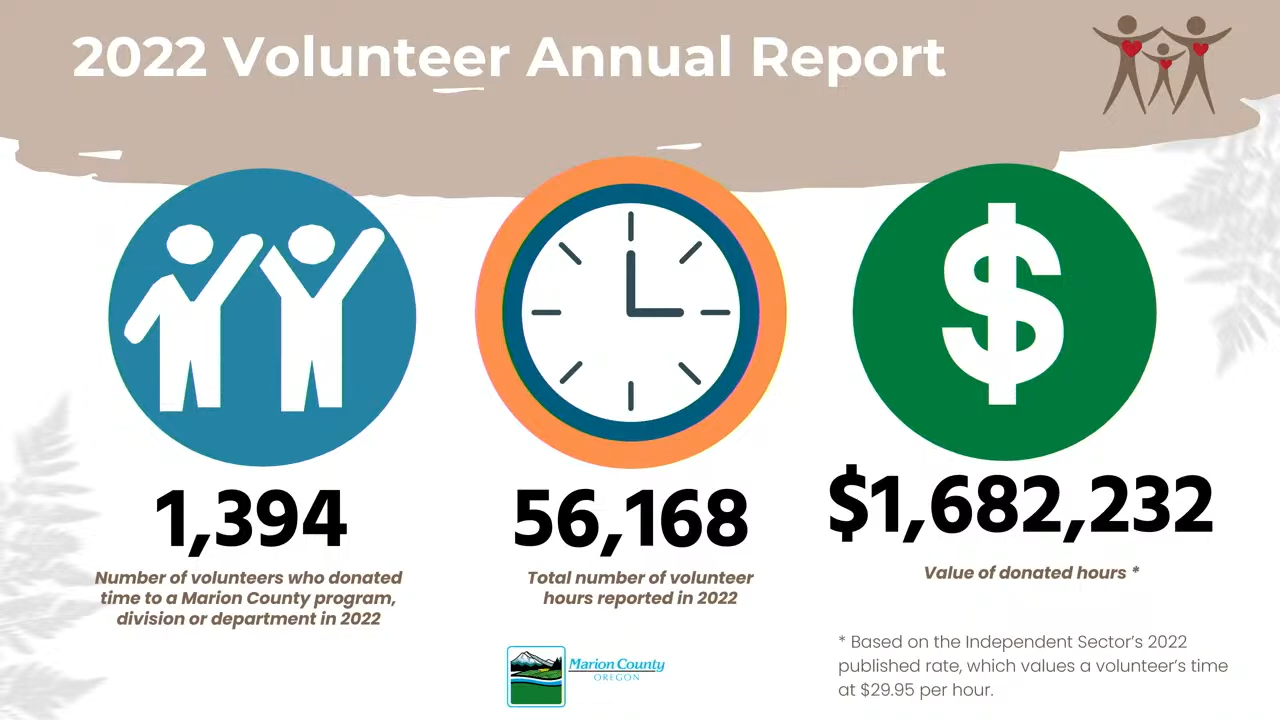 2022 Volunteer Annual Report
1,394
Number of volunteers who donated
time to a Marion County program,
division or department in 2022
56,168
Total number of volunteer
hours reported in 2022
$1,682,232
Value of donated hours *
* Based on the Independent Sector's 2022
published rate, which values a volunteer's time
at $29.95 per hour.
Marion County
OREGON